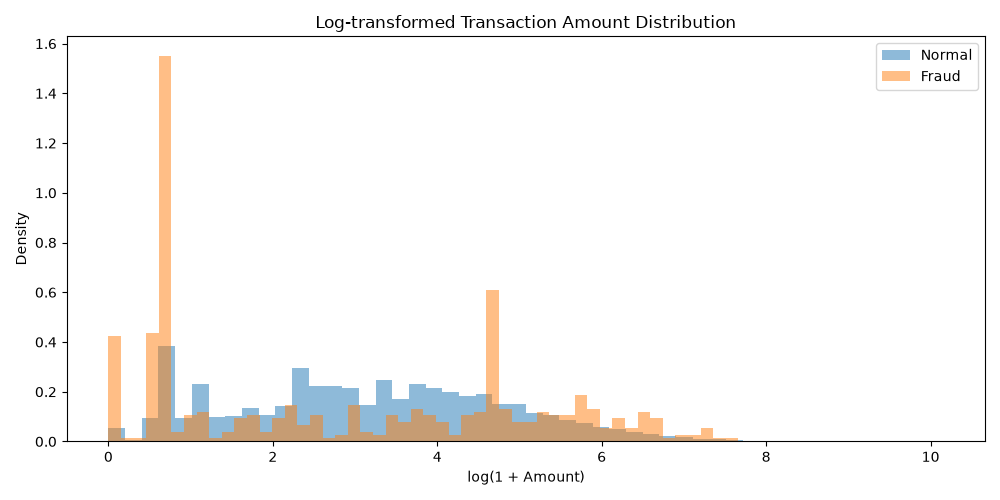 Log-transformed Transaction Amount Distribution
Normal
Fraud
1.6
1.4
1.2
1.0
0.8
0.6
0.4
0.2
0.0
Density
0 2 4 6 8 10
log(1 + Amount)